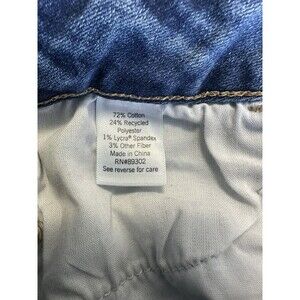 72% Cotton
24% Recycled
Polyester
1% Lycra® Spandex
3% Other Fiber
Made in China
RN#89302
See reverse for care